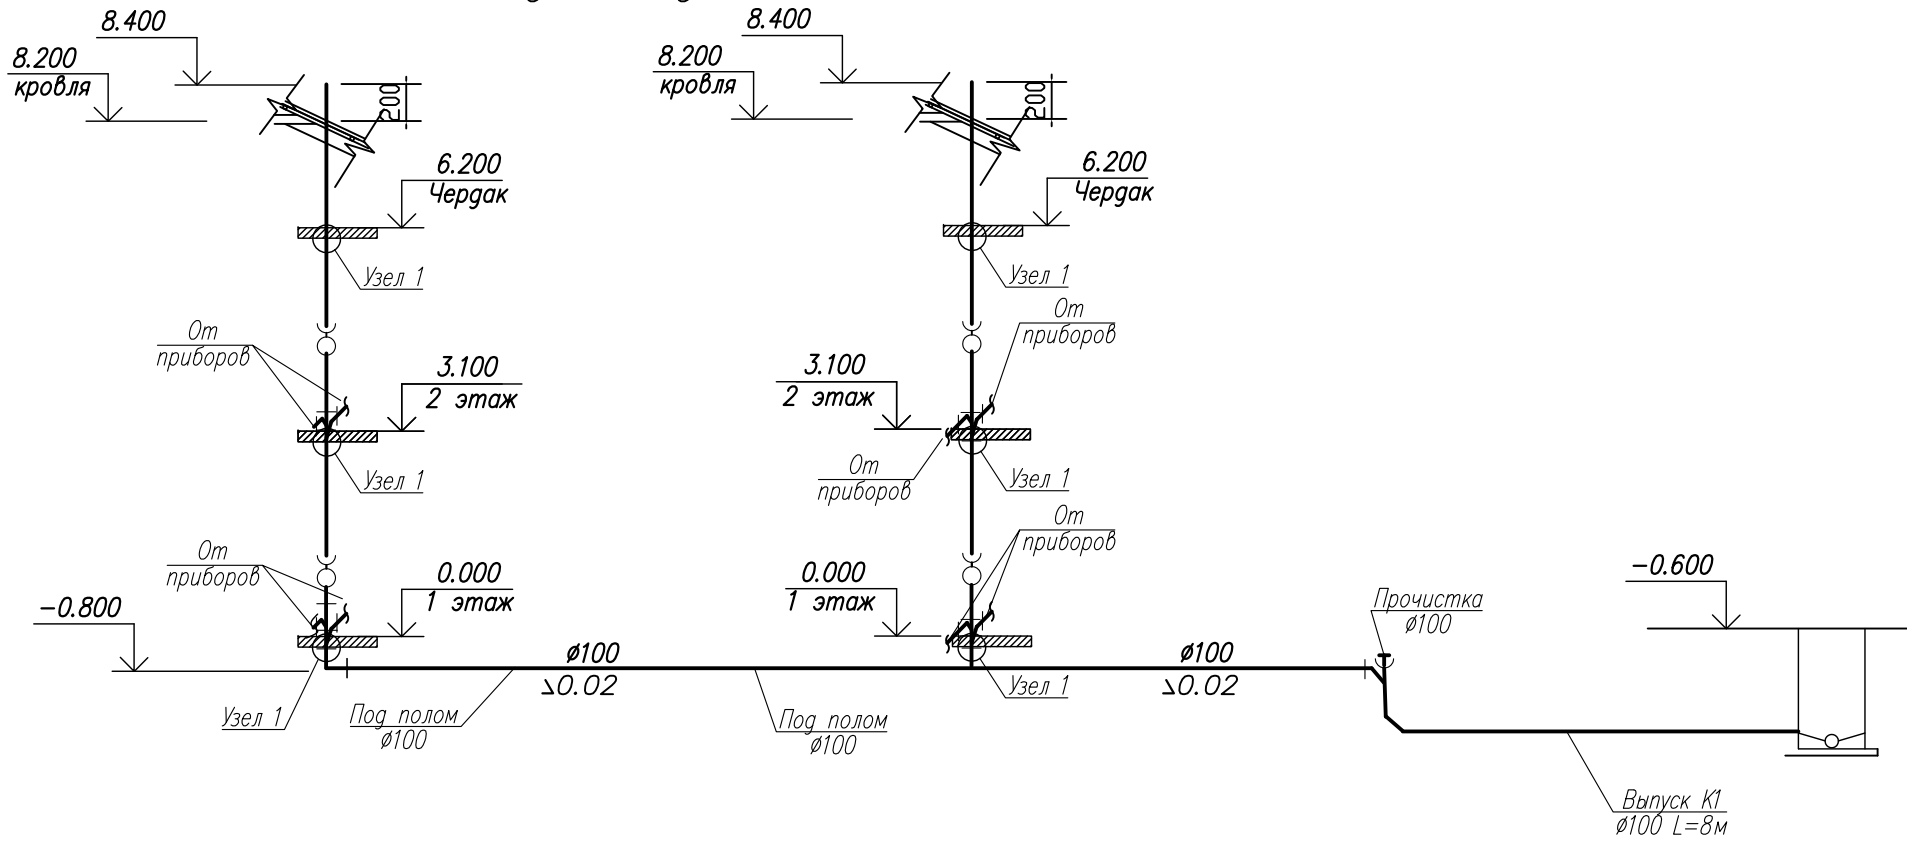 8.400
8.200
кровля
200
6.200
Чердак
Узел 1
От
приборов
3.100
2 этаж
Узел 1
От
приборов
0.000
1 этаж
-0.800
Узел 1
Под полом
ø100
ø100
0.02
8.400
8.200
кровля
200
6.200
Чердак
Узел 1
От
приборов
3.100
2 этаж
От
приборов
Узел 1
От
приборов
0.000
1 этаж
Узел 1
Под полом
ø100
ø100
0.02
Прочистка
ø100
-0.600
Выпуск К1
ø100 L=8м